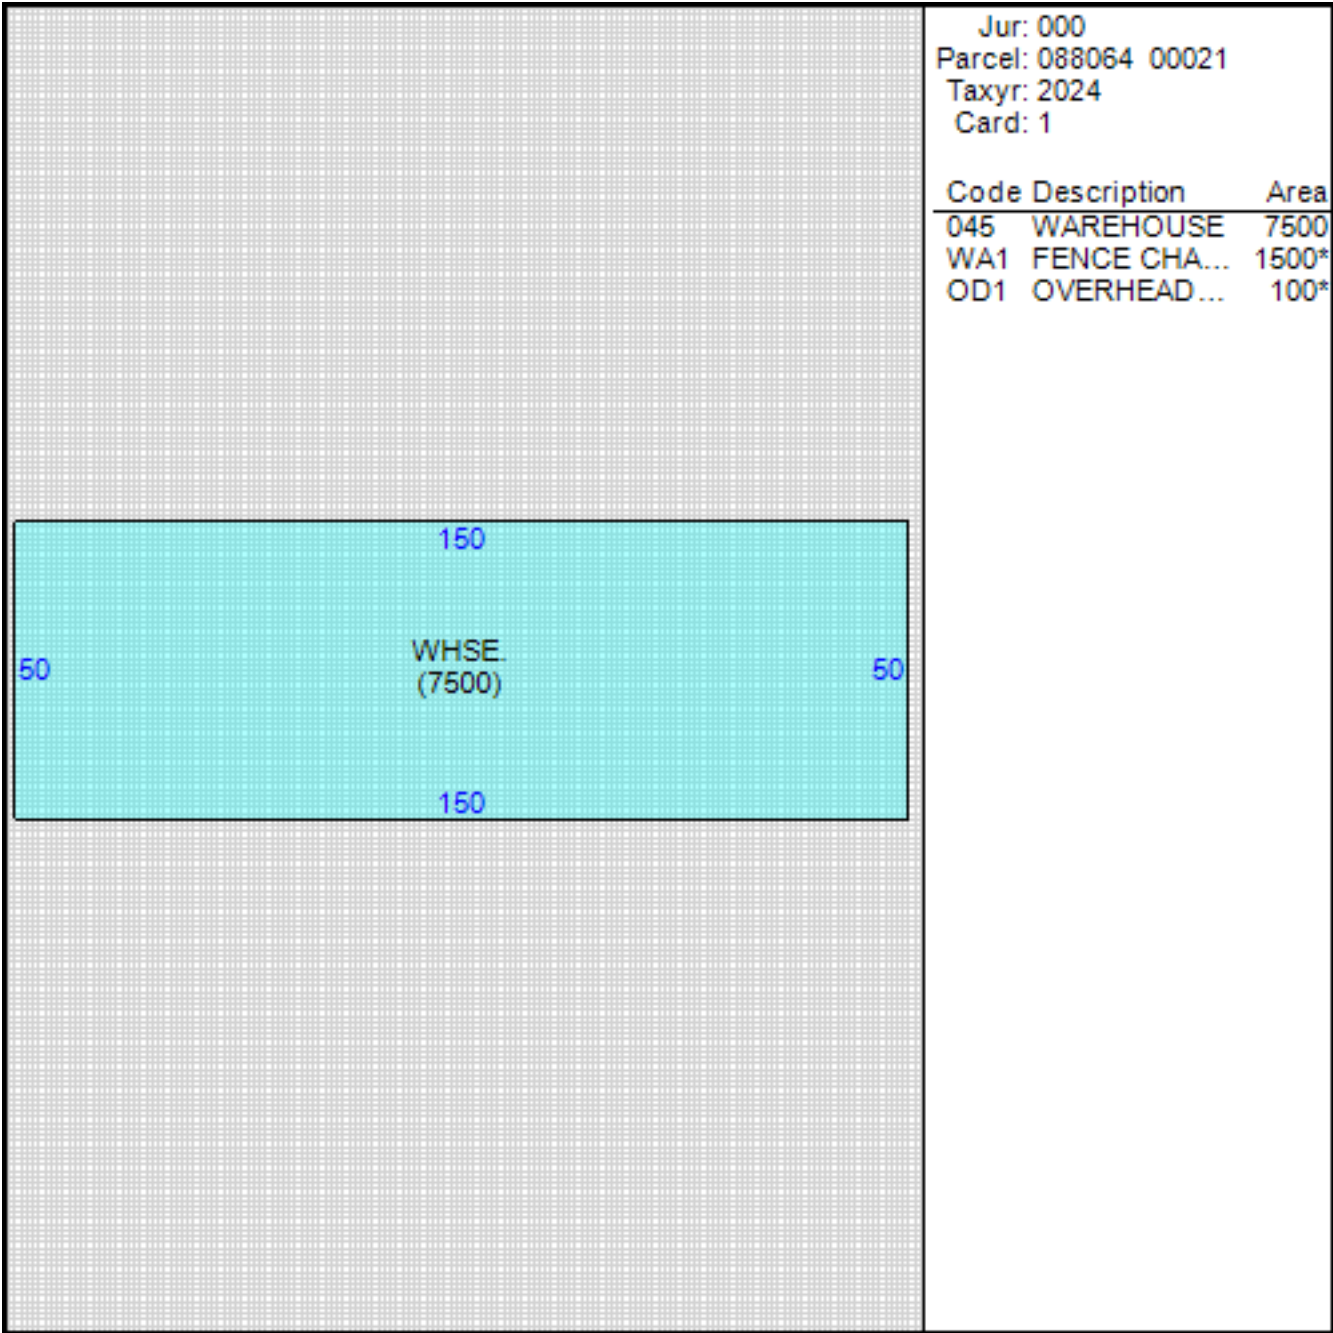 Jur: 000
Parcel: 088064 00021
Taxyr: 2024
Card: 1
Code Description Area
045 WAREHOUSE 7500
WA1 FENCE CHA... 1500*
OD1 OVERHEAD... 100*
150
WHSE.
50 50
(7500)
150